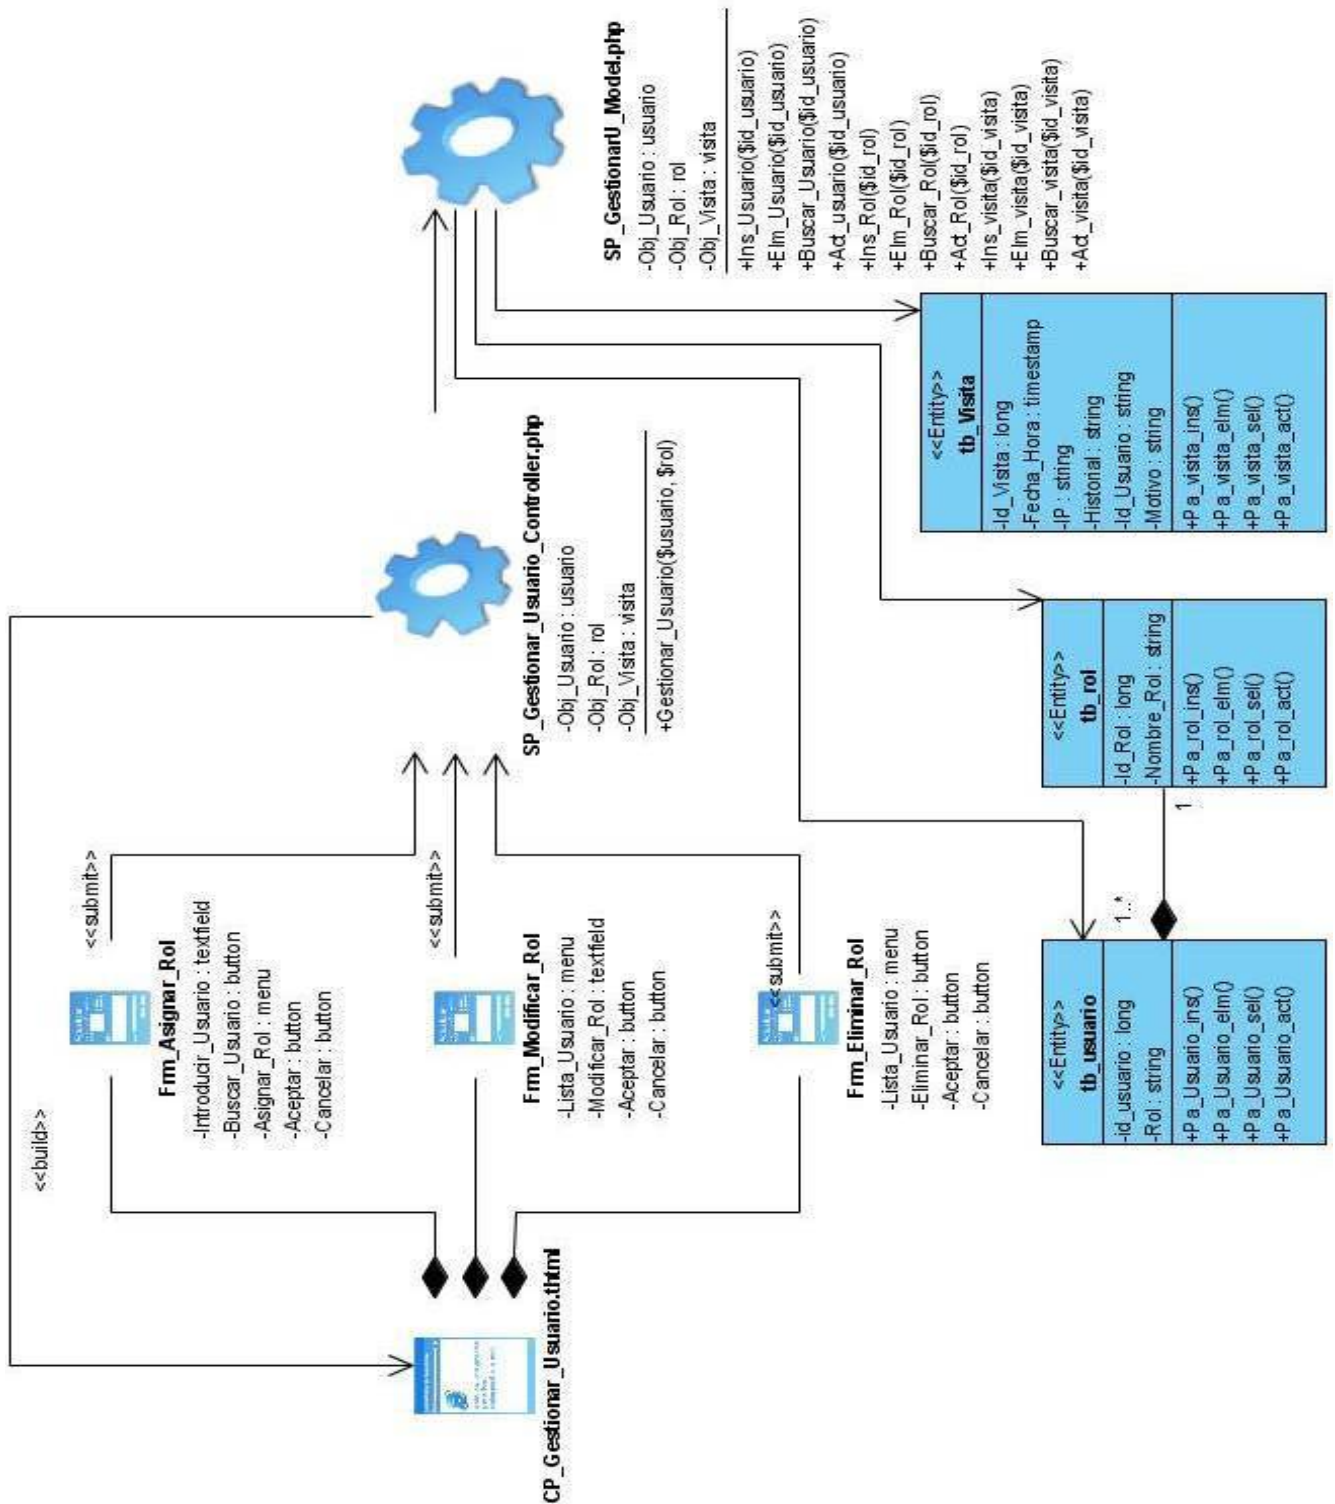 <<build>>
CP_Gestionar_Usuario.thtml
Frm_Asignar_Rol
-Introducir_Usuario : textfield
-Buscar_Usuario : button
-Asignar_Rol : menu
-Aceptar : button
-Cancelar : button
<<submit>>
Frm_Modificar_Rol
-Lista_Usuario : menu
-Modificar_Rol : textfield
-Aceptar : button
-Cancelar : button
<<submit>>
Frm_Eliminar_Rol
-Lista_Usuario : menu
-Eliminar_Rol : button
-Aceptar : button
-Cancelar : button
<<submit>>
SP_Gestionar_Usuario_Controller.php
-Obj_Usuario : usuario
-Obj_Rol : rol
-Obj_Visita : visita
+Gestionar_Usuario($usuario, $rol)
SP_GestionarU_Model.php
-Obj_Usuario : usuario
-Obj_Rol : rol
-Obj_Visita : visita
+Ins_Usuario($id_usuario)
+Elm_Usuario($id_usuario)
+Buscar_Usuario($id_usuario)
+Act_usuario($id_usuario)
+Ins_Rol($id_rol)
+Elm_Rol($id_rol)
+Buscar_Rol($id_rol)
+Act_Rol($id_rol)
+Ins_visita($id_visita)
+Elm_visita($id_visita)
+Buscar_visita($id_visita)
+Act_visita($id_visita)
<<Entity>>
tb_usuario
-id_usuario : long
-Rol : string
+Pa_Usuario_ins()
+Pa_Usuario_elm()
+Pa_Usuario_sel()
+Pa_Usuario_act()
1..*
1
<<Entity>>
tb_rol
-Id_Rol : long
-Nombre_Rol : string
+Pa_rol_ins()
+Pa_rol_elm()
+Pa_rol_sel()
+Pa_rol_act()
<<Entity>>
tb_Visita
-Id_Visita : long
-Fecha_Hora : timestamp
-IP : string
-Historial : string
-Id_Usuario : string
-Motivo : string
+Pa_visita_ins()
+Pa_visita_elm()
+Pa_visita_sel()
+Pa_visita_act()